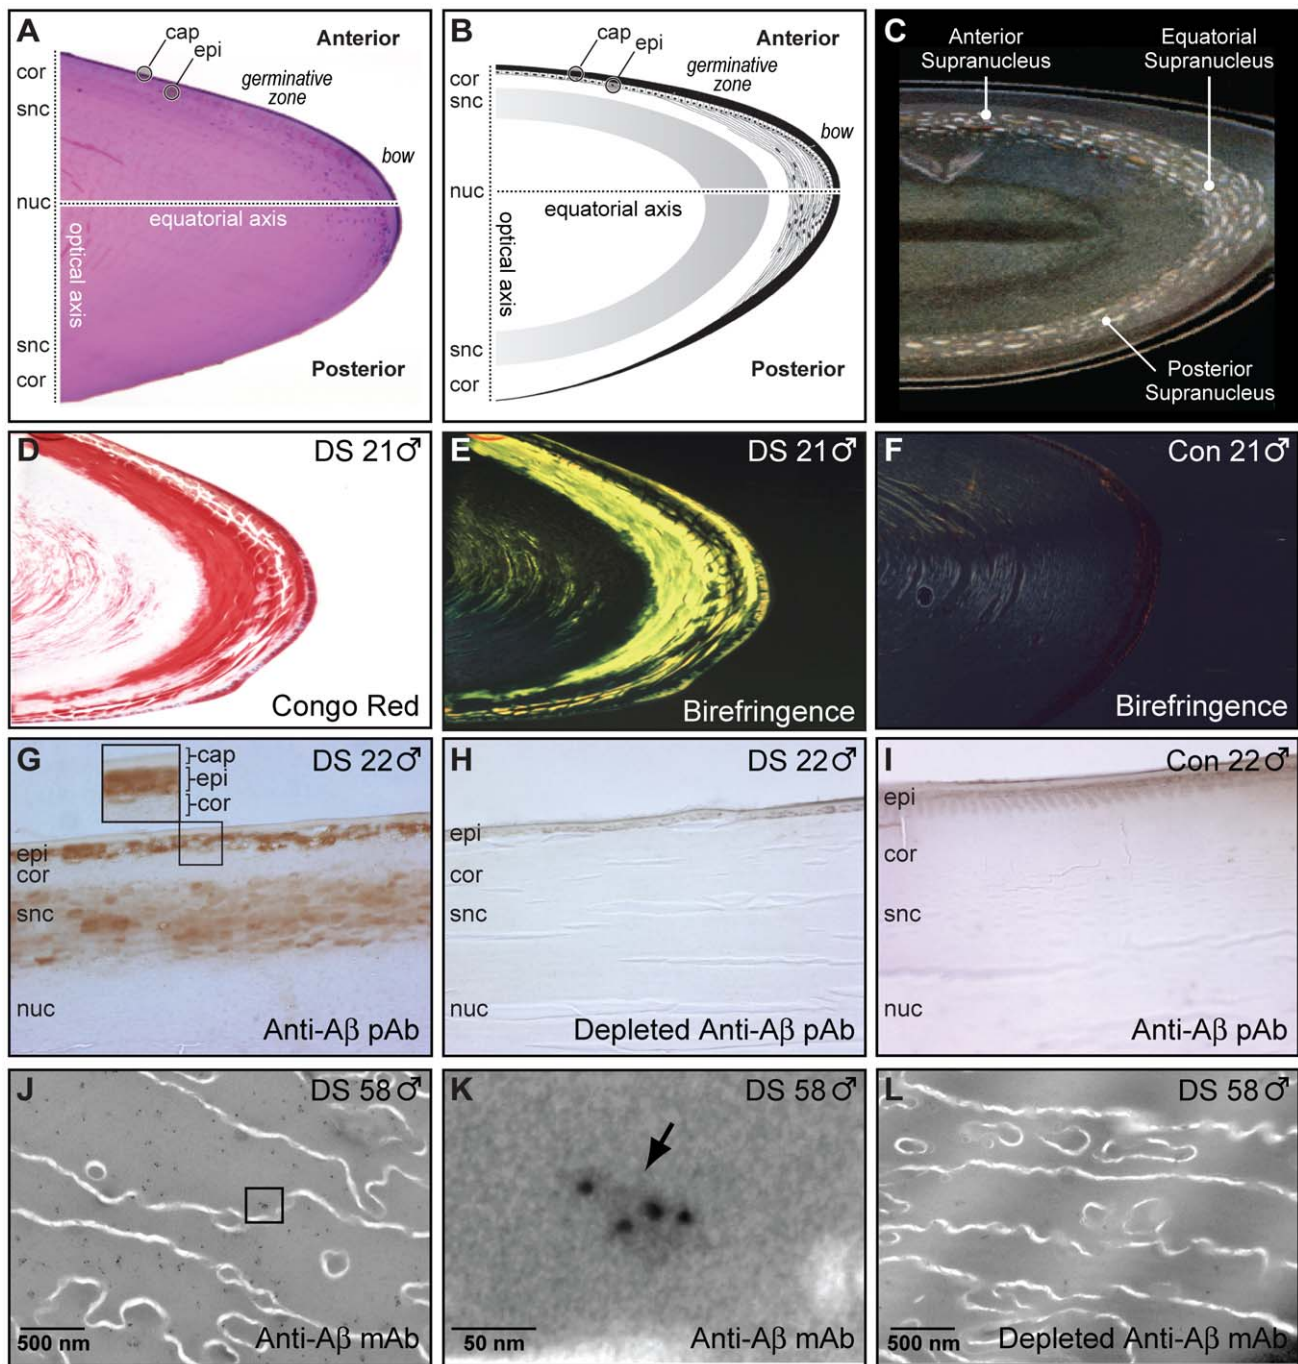 A
cap
epi
Anterior
cor
snc
germinative
zone
bow
nuc
equatorial axis
optical axis
snc
cor
Posterior
B
cap
epi
Anterior
cor
snc
germinative
zone
bow
nuc
equatorial axis
optical axis
snc
cor
Posterior
C
Anterior
Supranucleus
Equatorial
Supranucleus
Posterior
Supranucleus
D
DS 21♂
Congo Red
E
DS 21♂
Birefringence
F
Con 21♂
Birefringence
G
DS 22♂
cap
epi
cor
epi
cor
snc
nuc
Anti-Aβ pAb
H
DS 22♂
epi
cor
snc
nuc
Depleted Anti-Aβ pAb
I
Con 22♂
epi
cor
snc
nuc
Anti-Aβ pAb
J
DS 58♂
500 nm
Anti-Aβ mAb
K
DS 58♂
50 nm
Anti-Aβ mAb
L
DS 58♂
500 nm
Depleted Anti-Aβ mAb